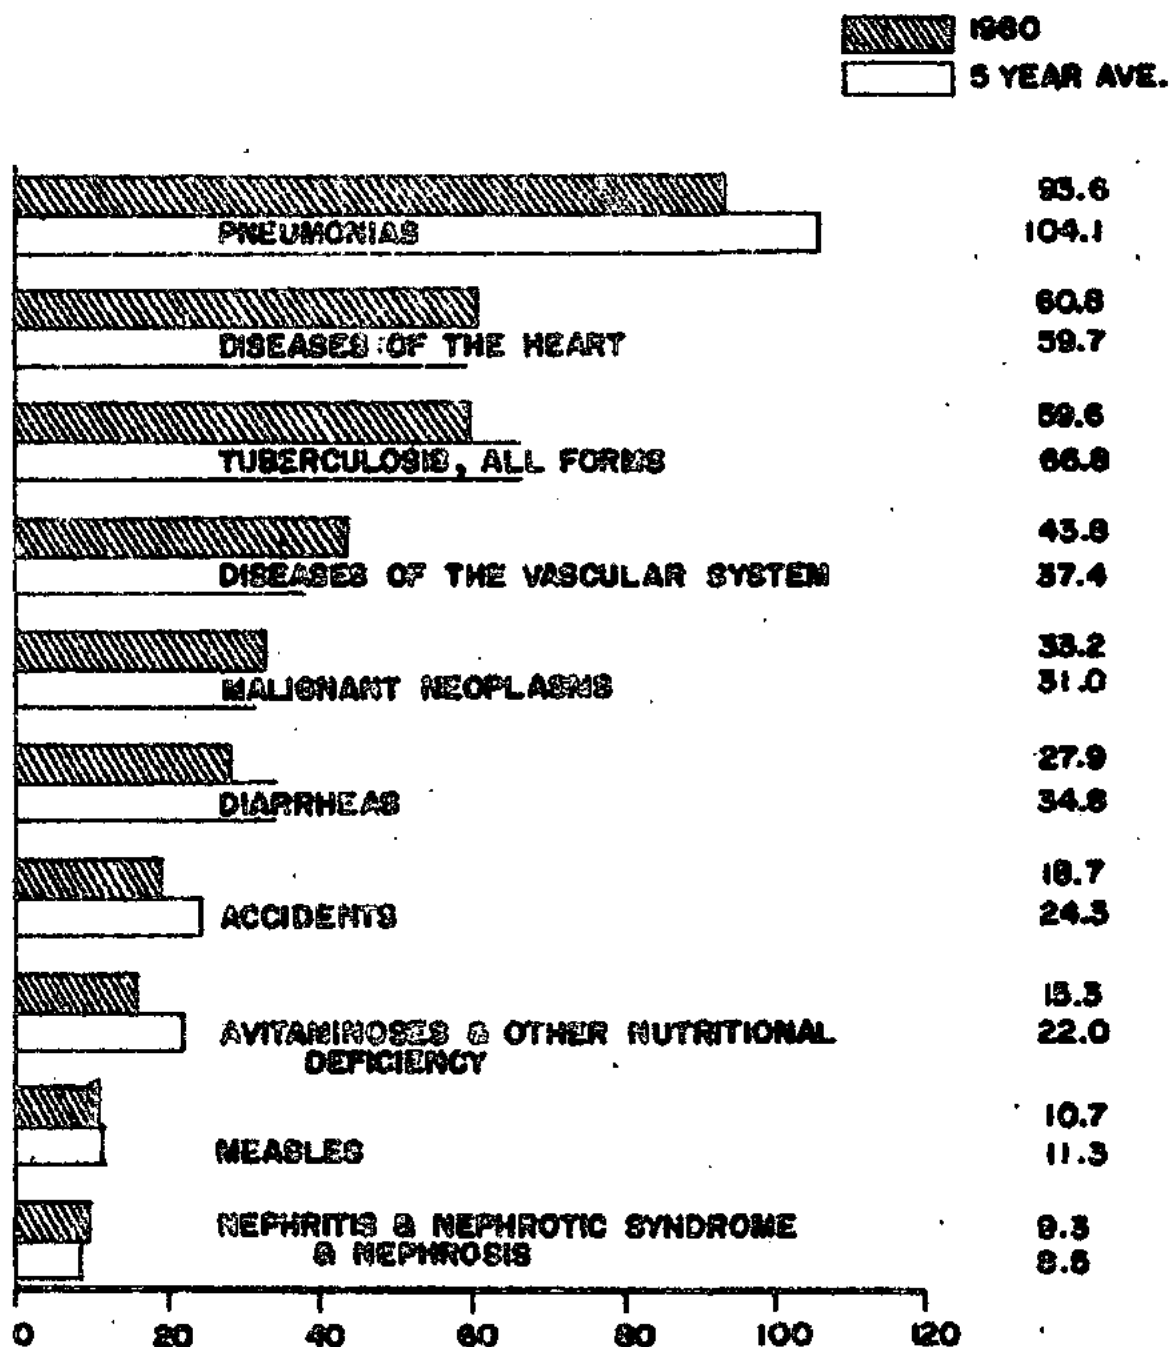 1980
5 YEAR AVE.
93.6
PNEUMONIAS 104.1
60.8
DISEASES OF THE HEART 59.7
59.6
TUBERCULOSIS, ALL FORMS 66.8
43.8
DISEASES OF THE VASCULAR SYSTEM 37.4
33.2
MALIGNANT NEOPLASMS 31.0
27.9
DIARRHEAS 34.8
18.7
ACCIDENTS 24.3
15.3
AVITAMINOSES & OTHER NUTRITIONAL 22.0
DEFICIENCY
10.7
MEASLES 11.3
NEPHRITIS & NEPHROTIC SYNDROME 9.3
& NEPHROSIS 8.5
0 20 40 60 80 100 120